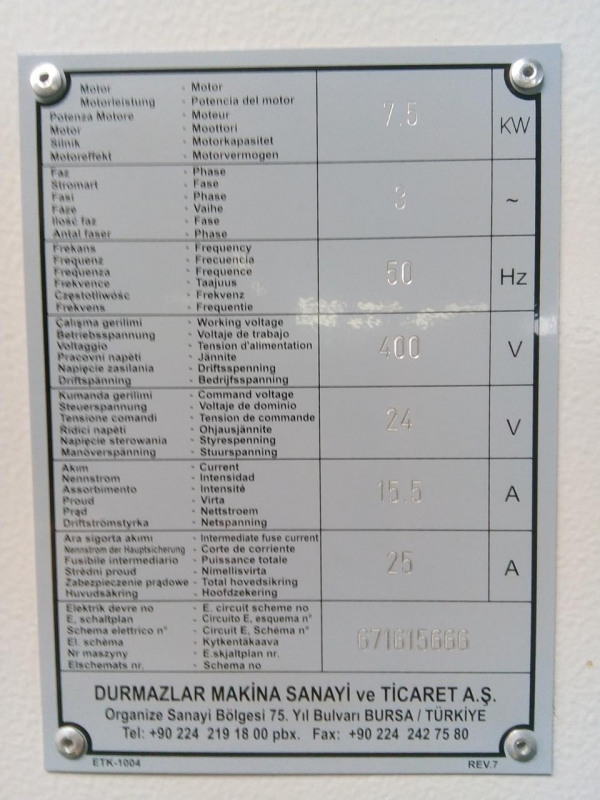 Motor - Motor
Motorleistung - Potencia del motor
Potenza Motore - Moteur
Motor - Moottori
Silnik - Motorkapasitet
Motoreffekt - Motorvermogen
7.5 KW
Faz - Phase
Stromart - Fase
Fasi - Phase
Fáze - Vaihe
Ilość faz - Fase
Antal faser - Phase
3 ~
Frekans - Frequency
Frequenz - Frecuencia
Frequenza - Frequence
Frekvence - Taajuus
Częstotliwość - Frekvenz
Frekvens - Frequentie
50 Hz
Çalışma gerilimi - Working voltage
Betriebsspannung - Voltaje de trabajo
Voltaggio - Tension d'alimentation
Pracovní napětí - Jännite
Napięcie zasilania - Driftsspenning
Driftspänning - Bedrijfsspanning
400 V
Kumanda gerilimi - Command voltage
Steuerspannung - Voltaje de dominio
Tensione comandi - Tension de commande
Řídicí napětí - Ohjausjännite
Napięcie sterowania - Styrespenning
Manöverspänning - Stuurspanning
24 V
Akım - Current
Nennstrom - Intensidad
Assorbimento - Intensité
Proud - Virta
Prąd - Nettstroem
Driftströmstyrka - Netspanning
15.5 A
Ara sigorta akımı - Intermediate fuse current
Nennstrom der Hauptsicherung - Corte de corriente
Fusibile intermediario - Puissance totale
Střední proud - Nimellisvirta
Zabezpieczenie prądowe - Total hovedsikring
Huvudsäkring - Hoofdzekering
25 A
Elektrik devre no - E. circuit scheme no
E, schaltplan - Circuito E, esquema n°
Schema elettrico n° - Circuit E, Schéma n°
El. schéma - Kytkentäkaava
Nr maszyny - E.skjaltplan nr.
Elschemats nr. - Schema no
671615666
DURMAZLAR MAKİNA SANAYİ ve TİCARET A.Ş.
Organize Sanayi Bölgesi 75. Yıl Bulvarı BURSA / TÜRKİYE
Tel: +90 224 219 18 00 pbx. Fax: +90 224 242 75 80
ETK-1004 REV.7